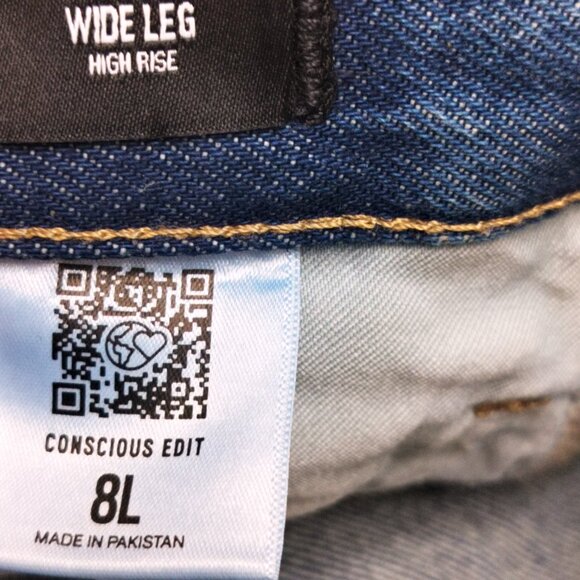 WIDE LEG
HIGH RISE
CONSCIOUS EDIT
8L
MADE IN PAKISTAN